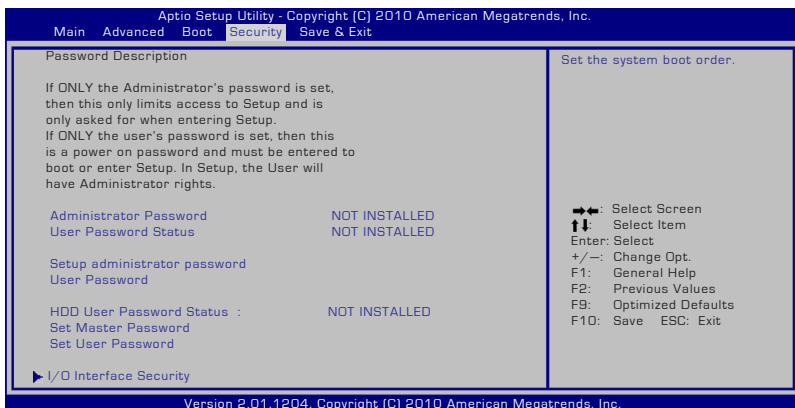 Aptio Setup Utility - Copyright (C) 2010 American Megatrends, Inc.
Main Advanced Boot Security Save & Exit
Password Description
If ONLY the Administrator's password is set,
then this only limits access to Setup and is
only asked for when entering Setup.
If ONLY the user's password is set, then this
is a power on password and must be entered to
boot or enter Setup. In Setup, the User will
have Administrator rights.
Administrator Password NOT INSTALLED
User Password Status NOT INSTALLED
Setup administrator password
User Password
HDD User Password Status : NOT INSTALLED
Set Master Password
Set User Password
I/O Interface Security
Set the system boot order.
→←: Select Screen
↑↓: Select Item
Enter: Select
+/—: Change Opt.
F1: General Help
F2: Previous Values
F9: Optimized Defaults
F10: Save ESC: Exit
Version 2.01.1204. Copyright (C) 2010 American Megatrends, Inc.